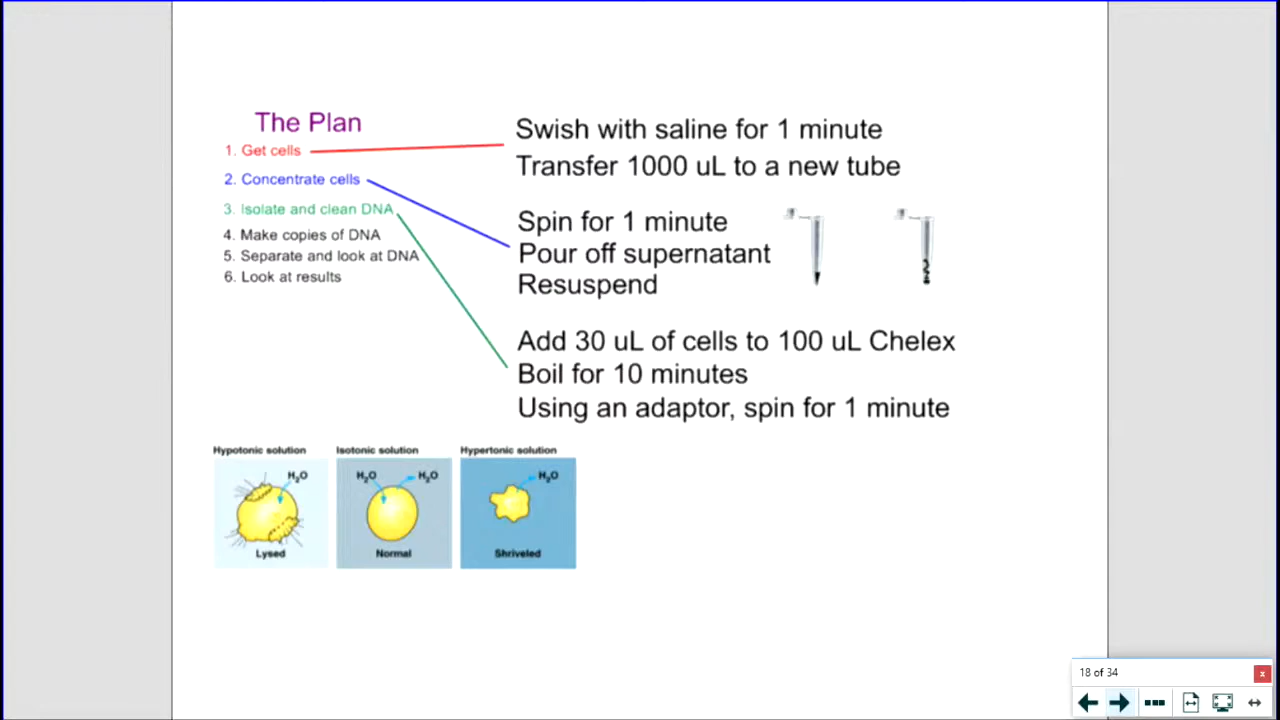 The Plan
1. Get cells
2. Concentrate cells
3. Isolate and clean DNA
4. Make copies of DNA
5. Separate and look at DNA
6. Look at results
Swish with saline for 1 minute
Transfer 1000 uL to a new tube
Spin for 1 minute
Pour off supernatant
Resuspend
Add 30 uL of cells to 100 uL Chelex
Boil for 10 minutes
Using an adaptor, spin for 1 minute
Hypotonic solution
H₂O
Lysed
Isotonic solution
H₂O H₂O
Normal
Hypertonic solution
H₂O
Shriveled
18 of 34
x